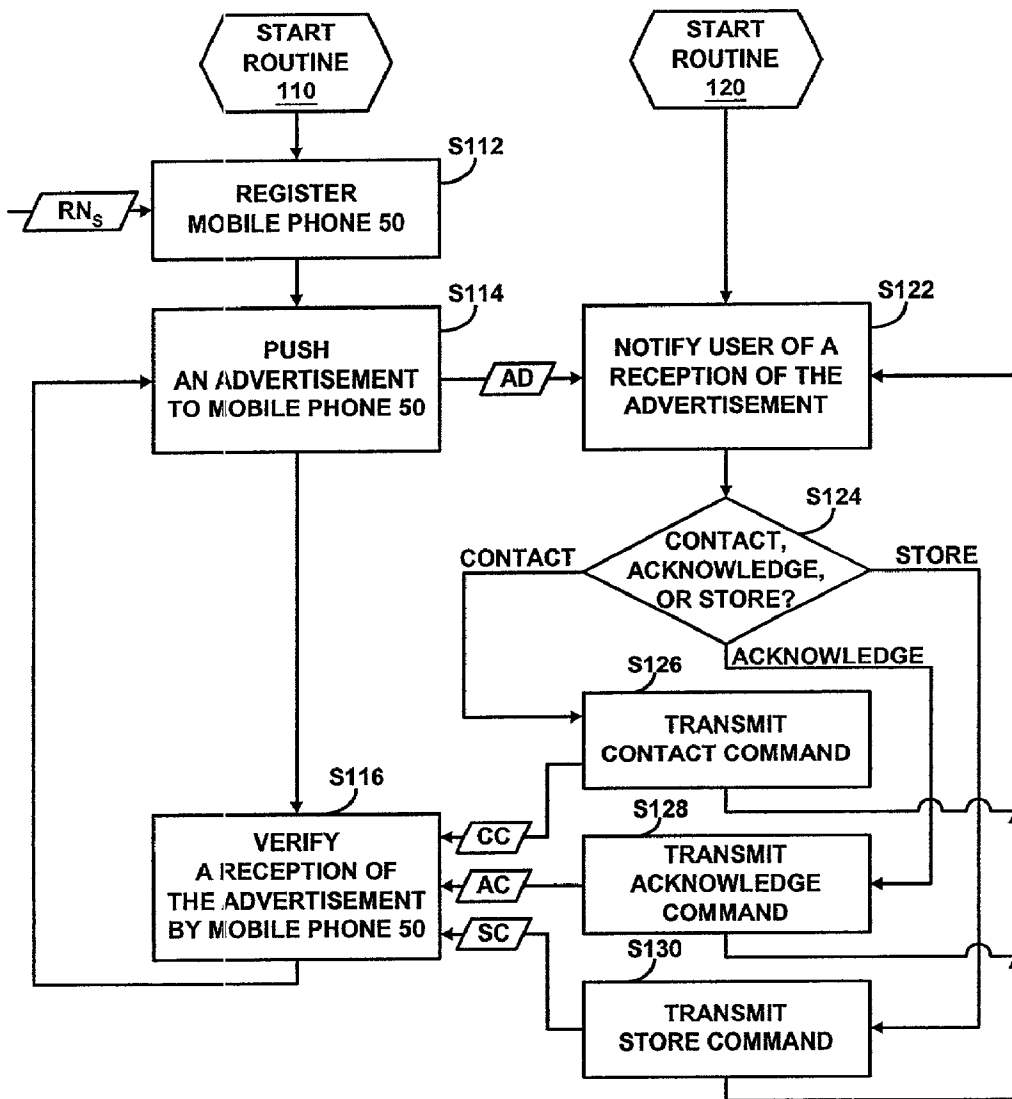 START
ROUTINE
110
START
ROUTINE
120
S112
RNS
REGISTER
MOBILE PHONE 50
S114
PUSH
AN ADVERTISEMENT
TO MOBILE PHONE 50
AD
S122
NOTIFY USER OF A
RECEPTION OF THE
ADVERTISEMENT
S124
CONTACT,
ACKNOWLEDGE,
OR STORE?
CONTACT
STORE
ACKNOWLEDGE
S126
TRANSMIT
CONTACT COMMAND
S116
VERIFY
A RECEPTION OF
THE ADVERTISEMENT
BY MOBILE PHONE 50
CC
AC
SC
S128
TRANSMIT
ACKNOWLEDGE
COMMAND
S130
TRANSMIT
STORE COMMAND